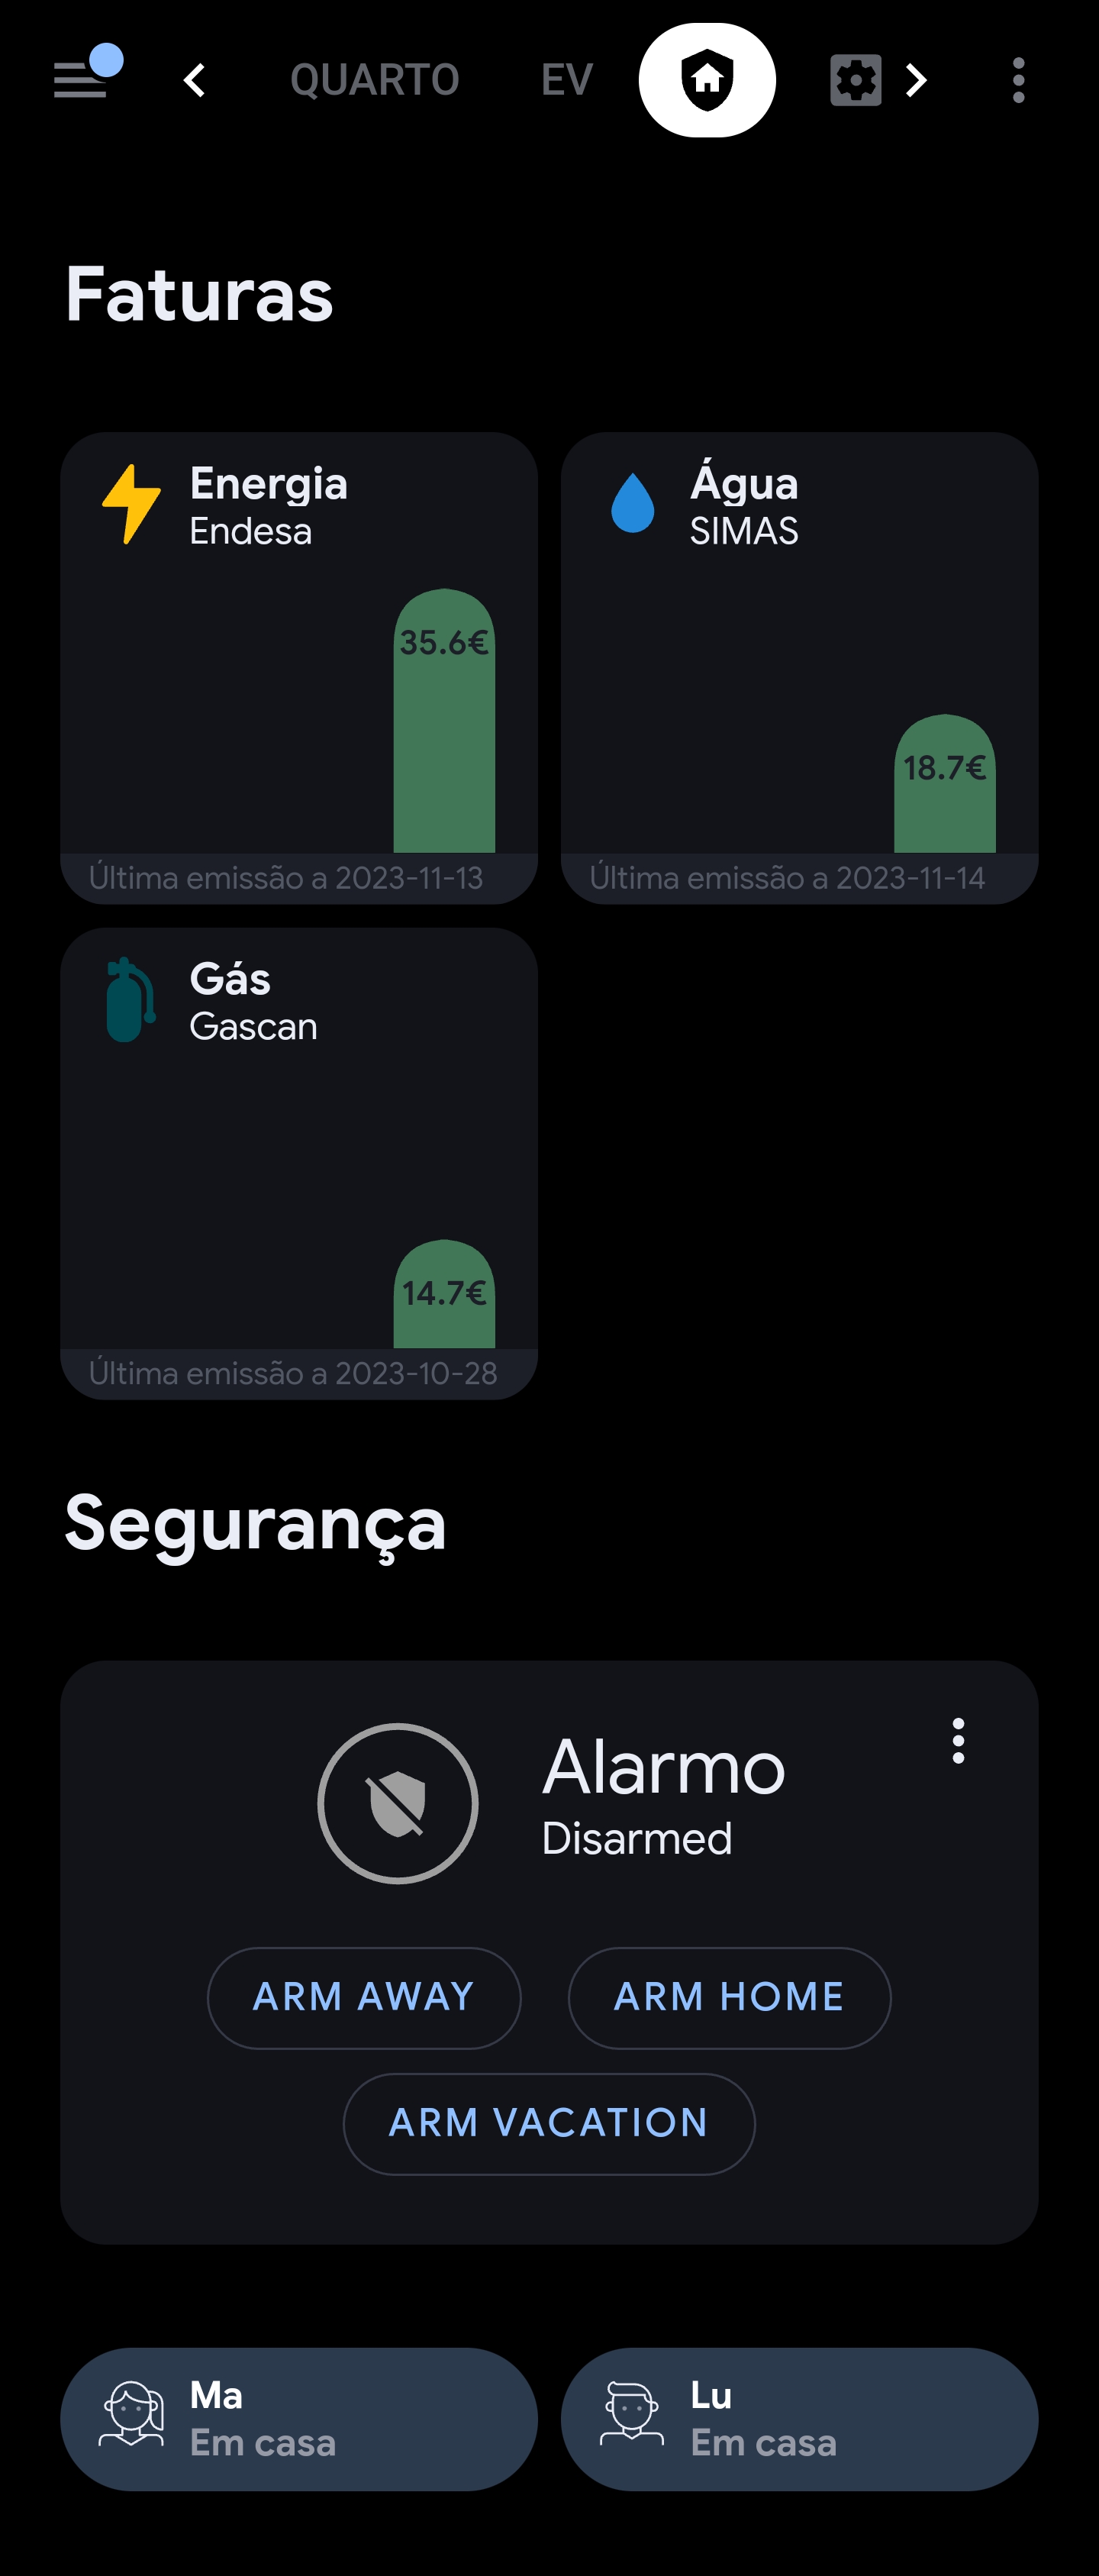 QUARTO EV
Faturas
Energia
Endesa
35.6€
Última emissão a 2023-11-13
Água
SIMAS
18.7€
Última emissão a 2023-11-14
Gás
Gascan
14.7€
Última emissão a 2023-10-28
Segurança
Alarmo
Disarmed
ARM AWAY
ARM HOME
ARM VACATION
Ma
Em casa
Lu
Em casa